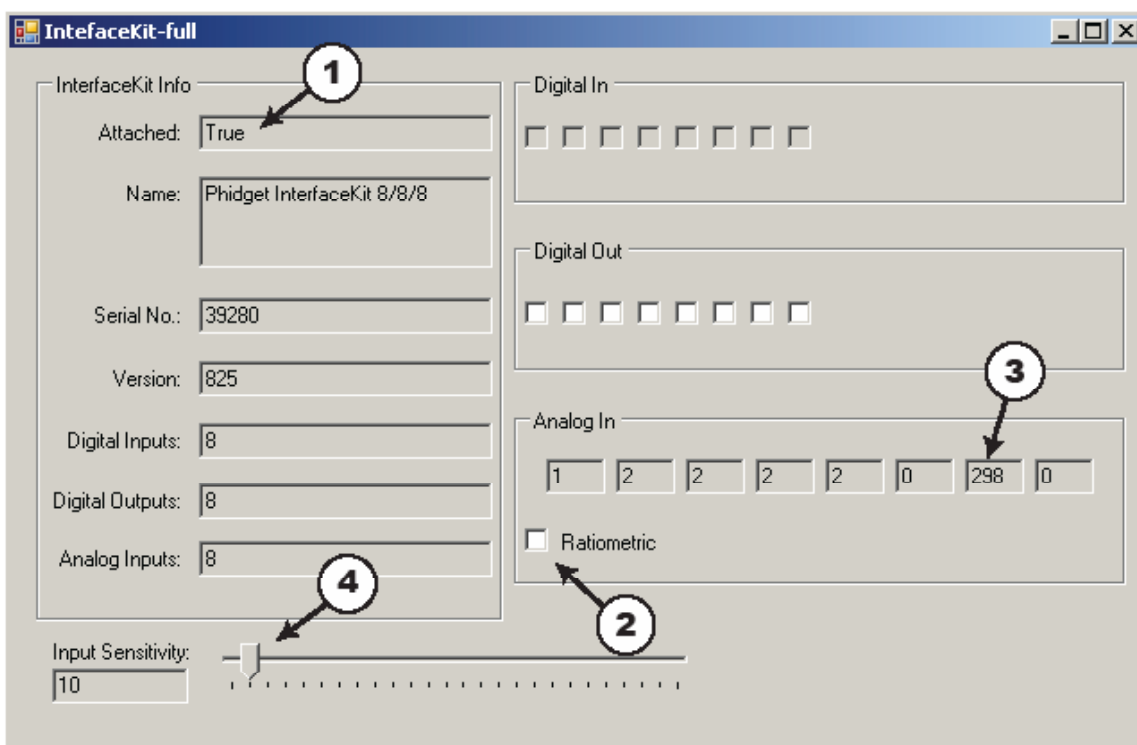 IntefaceKit-full
InterfaceKit Info
1
Attached: True
Name: Phidget InterfaceKit 8/8/8
Serial No.: 39280
Version: 825
Digital Inputs: 8
Digital Outputs: 8
Analog Inputs: 8
4
Input Sensitivity:
10
Digital In
Digital Out
3
Analog In
1 2 2 2 2 0 298 0
Ratiometric
2